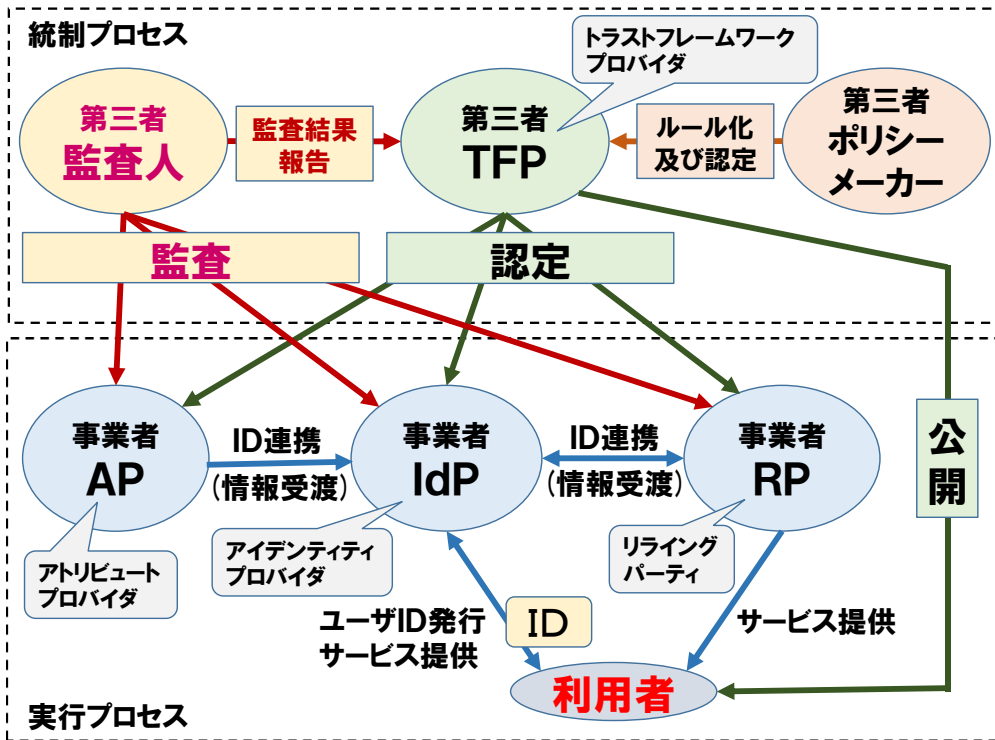 統制プロセス
トラストフレームワーク
プロバイダ
第三者
監査人
監査結果
報告
第三者
TFP
ルール化
及び認定
第三者
ポリシー
メーカー
監査
認定
事業者
AP
ID連携
(情報受渡)
事業者
IdP
ID連携
(情報受渡)
事業者
RP
公
開
アトリビュート
プロバイダ
アイデンティティ
プロバイダ
リライング
パーティ
ユーザID発行
サービス提供
ID
サービス提供
利用者
実行プロセス